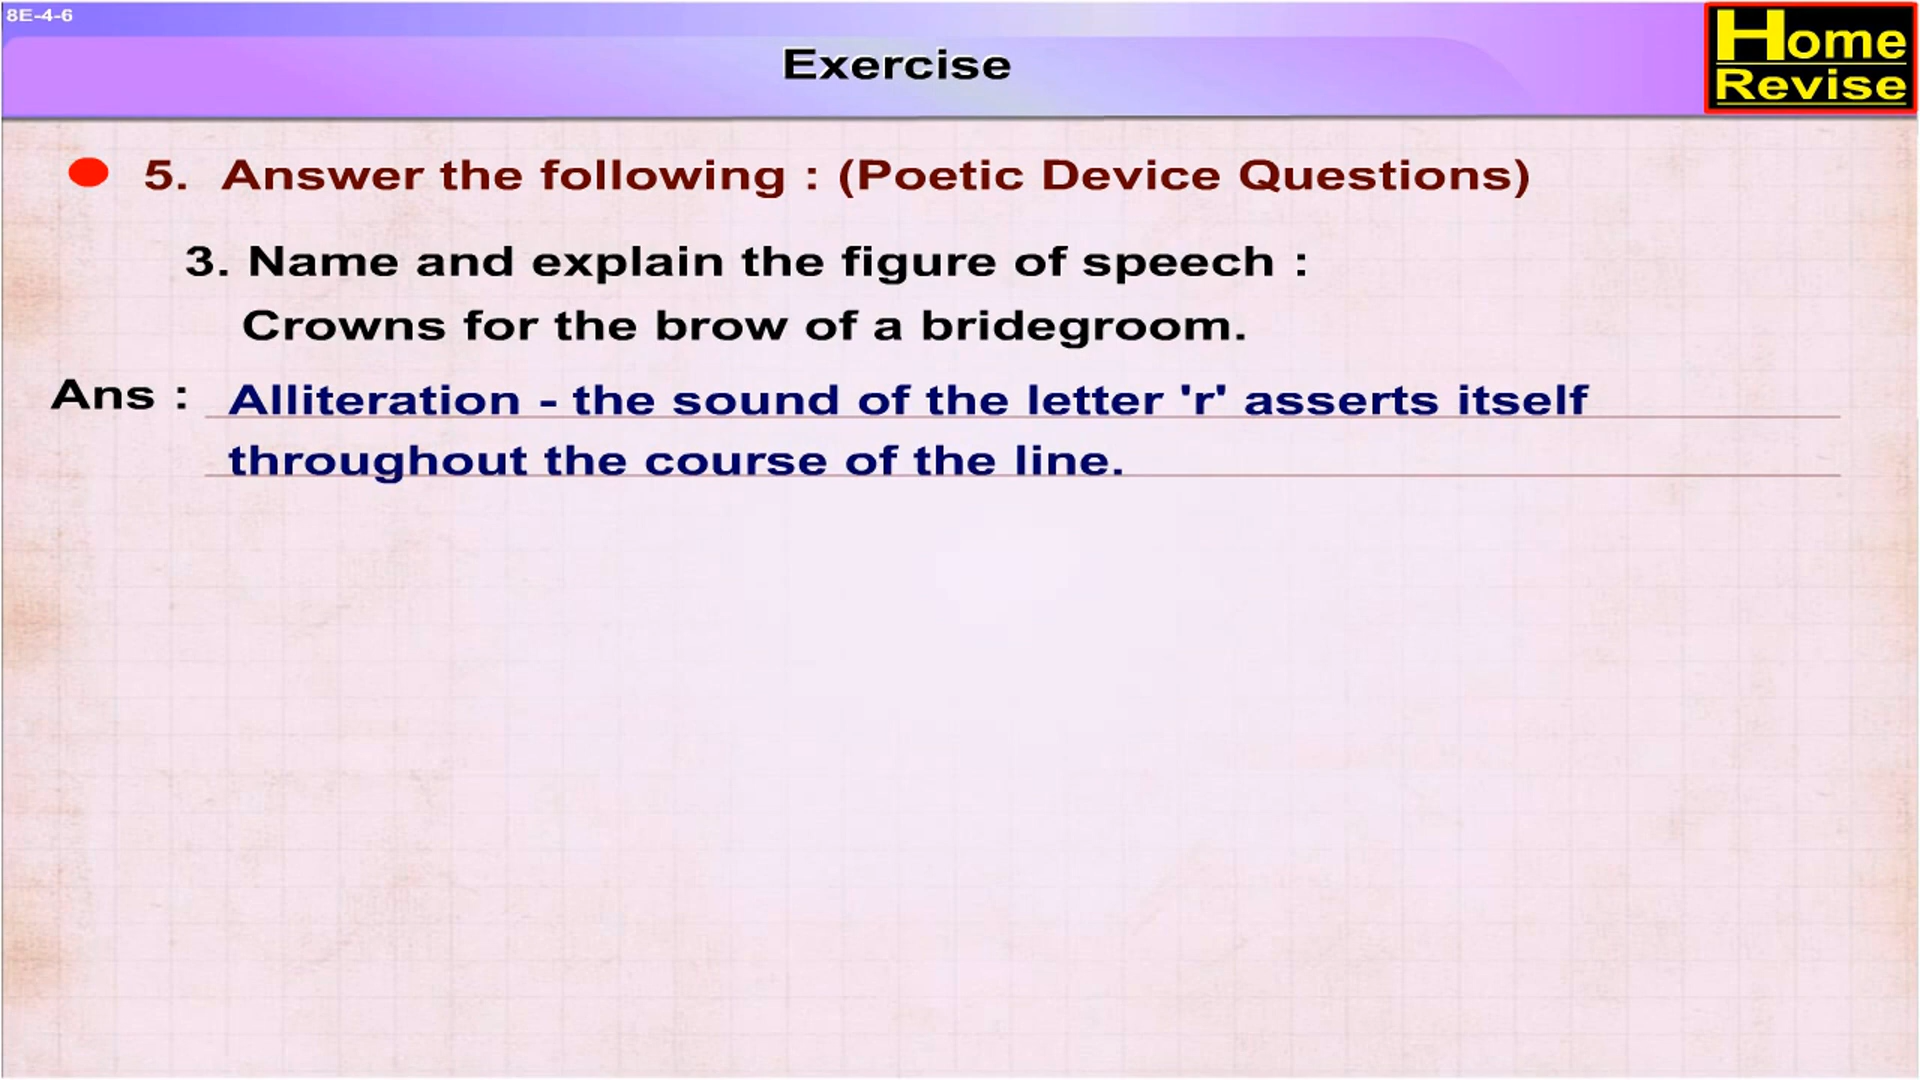 8E-4-6
Exercise
Home
Revise
5. Answer the following : (Poetic Device Questions)
3. Name and explain the figure of speech :
Crowns for the brow of a bridegroom.
Ans : Alliteration - the sound of the letter 'r' asserts itself
throughout the course of the line.